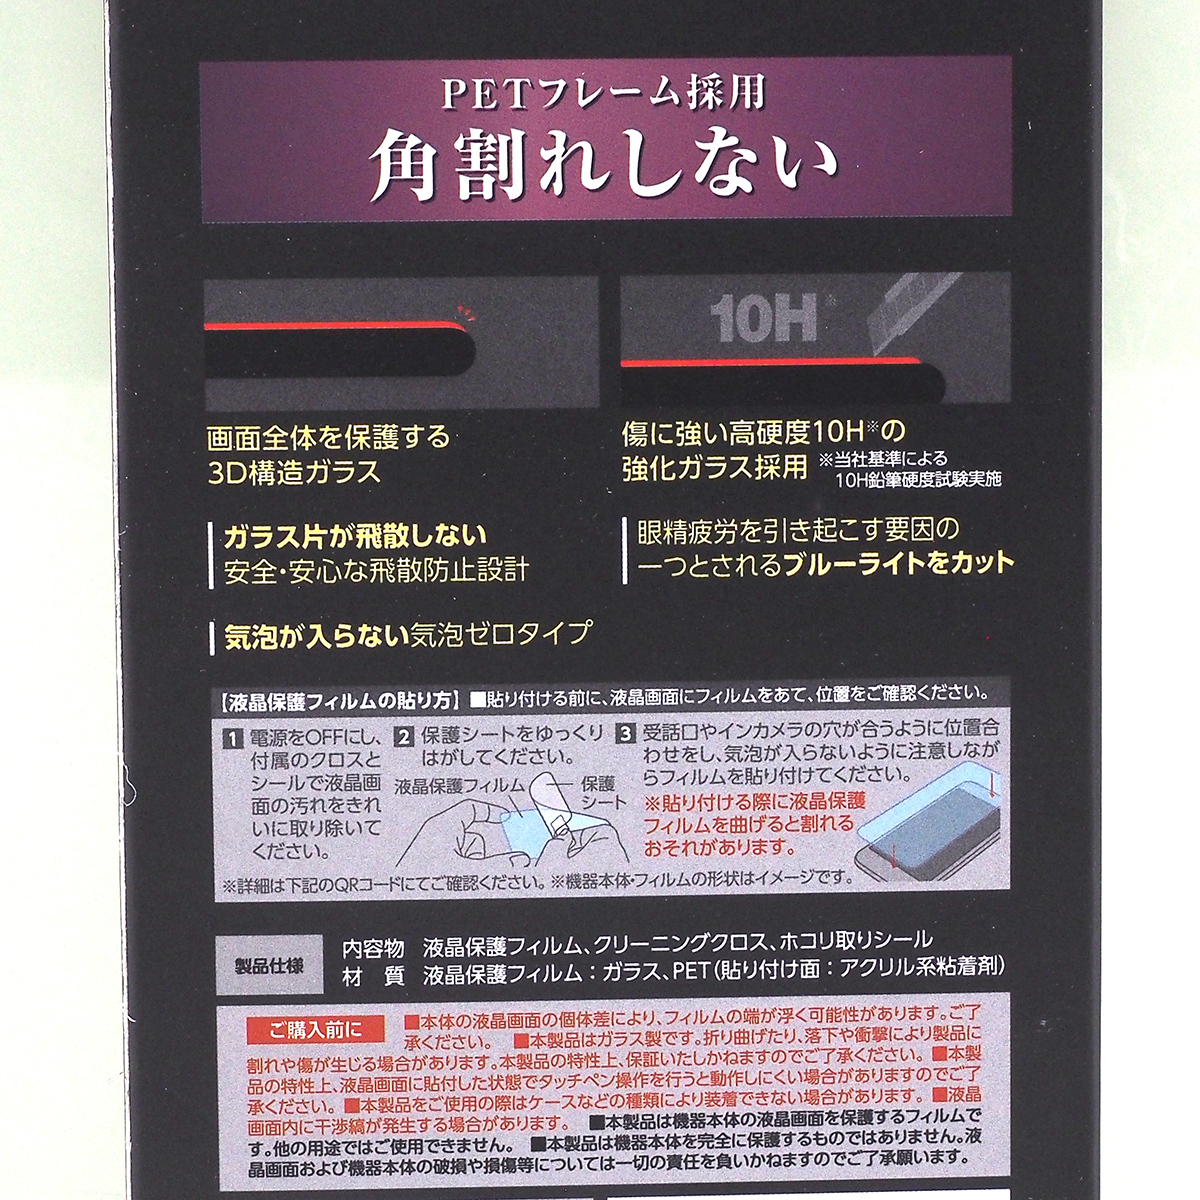 PETフレーム採用
角割れしない
10H※
画面全体を保護する
3D構造ガラス
傷に強い高硬度10H※の
強化ガラス採用 ※当社基準による
10H鉛筆硬度試験実施
ガラス片が飛散しない
安全・安心な飛散防止設計
眼精疲労を引き起こす要因の
一つとされるブルーライトをカット
気泡が入らない気泡ゼロタイプ
【液晶保護フィルムの貼り方】 ■貼り付ける前に、液晶画面にフィルムをあて、位置をご確認ください。
1 電源をOFFにし、
付属のクロスと
シールで液晶画
面の汚れをきれ
いに取り除いて
ください。
2 保護シートをゆっくり
はがしてください。
液晶保護フィルム
保護
シート
3 受話口やインカメラの穴が合うように位置合
わせをし、気泡が入らないように注意しなが
らフィルムを貼り付けてください。
※貼り付ける際に液晶保護
フィルムを曲げると割れる
おそれがあります。
※詳細は下記のQRコードにてご確認ください。※機器本体・フィルムの形状はイメージです。
製品仕様
内容物 液晶保護フィルム、クリーニングクロス、ホコリ取りシール
材 質 液晶保護フィルム：ガラス、PET（貼り付け面：アクリル系粘着剤）
ご購入前に
■本体の液晶画面の個体差により、フィルムの端が浮く可能性があります。ご了
承ください。 ■本製品はガラス製です。折り曲げたり、落下や衝撃により製品に
割れや傷が生じる場合があります。本製品の特性上、保証いたしかねますのでご了承ください。■本製
品の特性上、液晶画面に貼付した状態でタッチペン操作を行うと動作しにくい場合がありますのでご了
承ください。■本製品をご使用の際はケースなどの種類により装着できない場合があります。■液晶
画面内に干渉縞が発生する場合があります。 ■本製品は機器本体の液晶画面を保護するフィルムで
す。他の用途ではご使用できません。 ■本製品は機器本体を完全に保護するものではありません。液
晶画面および機器本体の破損や損傷等については一切の責任を負いかねますのでご了承願います。